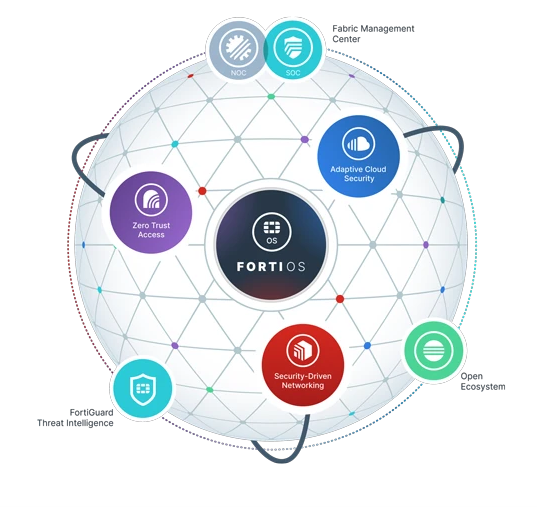 Fabric Management
Center
NOC
SDC
Adaptive Cloud
Security
Zero Trust
Access
OS
FORTIOS
Security-Driven
Networking
Open
Ecosystem
FortiGuard
Threat Intelligence